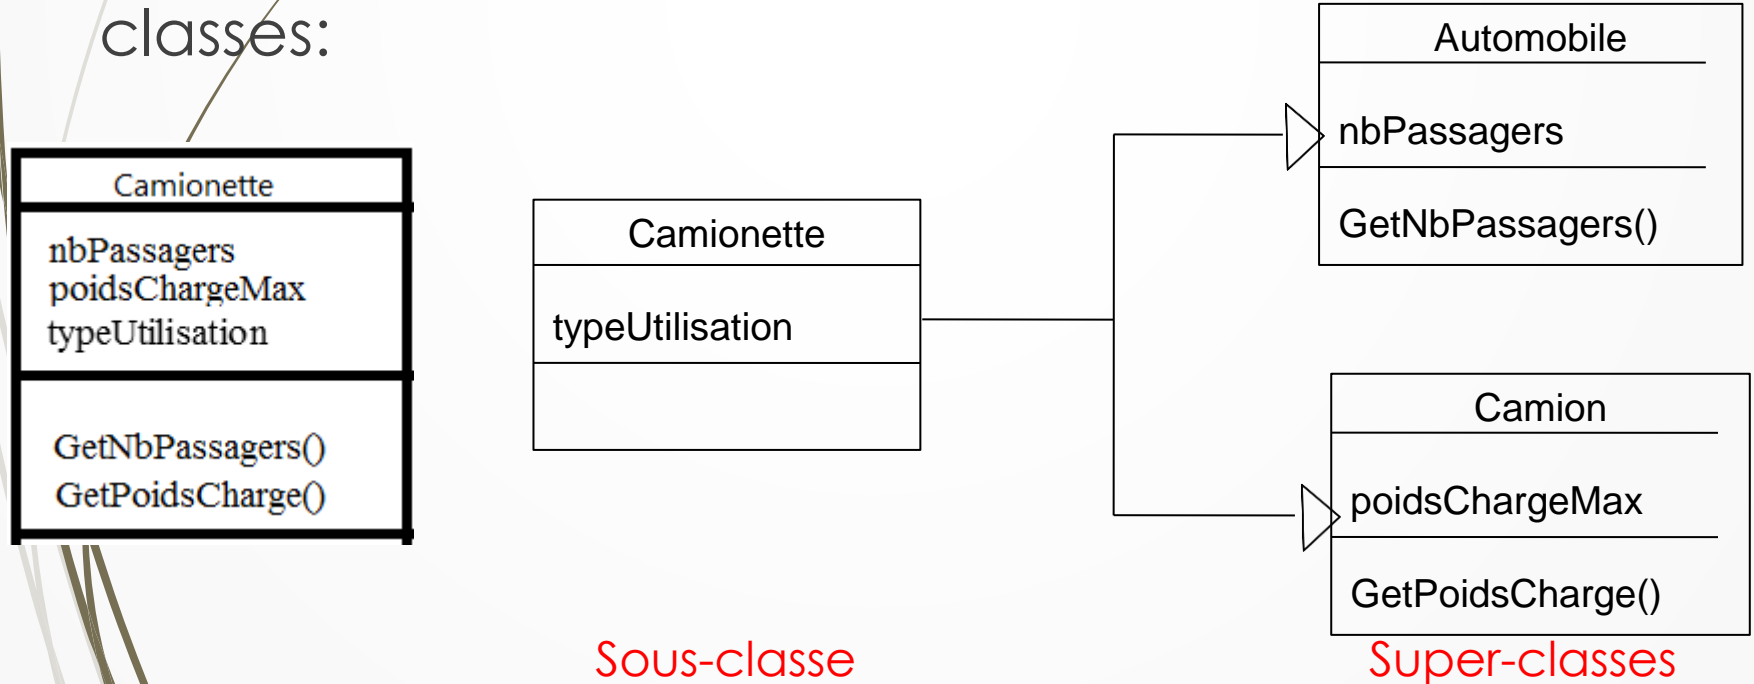 classes:
Camionette
nbPassagers
poidsChargeMax
typeUtilisation
GetNbPassagers()
GetPoidsCharge()
Camionette
typeUtilisation
Automobile
nbPassagers
GetNbPassagers()
Camion
poidsChargeMax
GetPoidsCharge()
Sous-classe
Super-classes